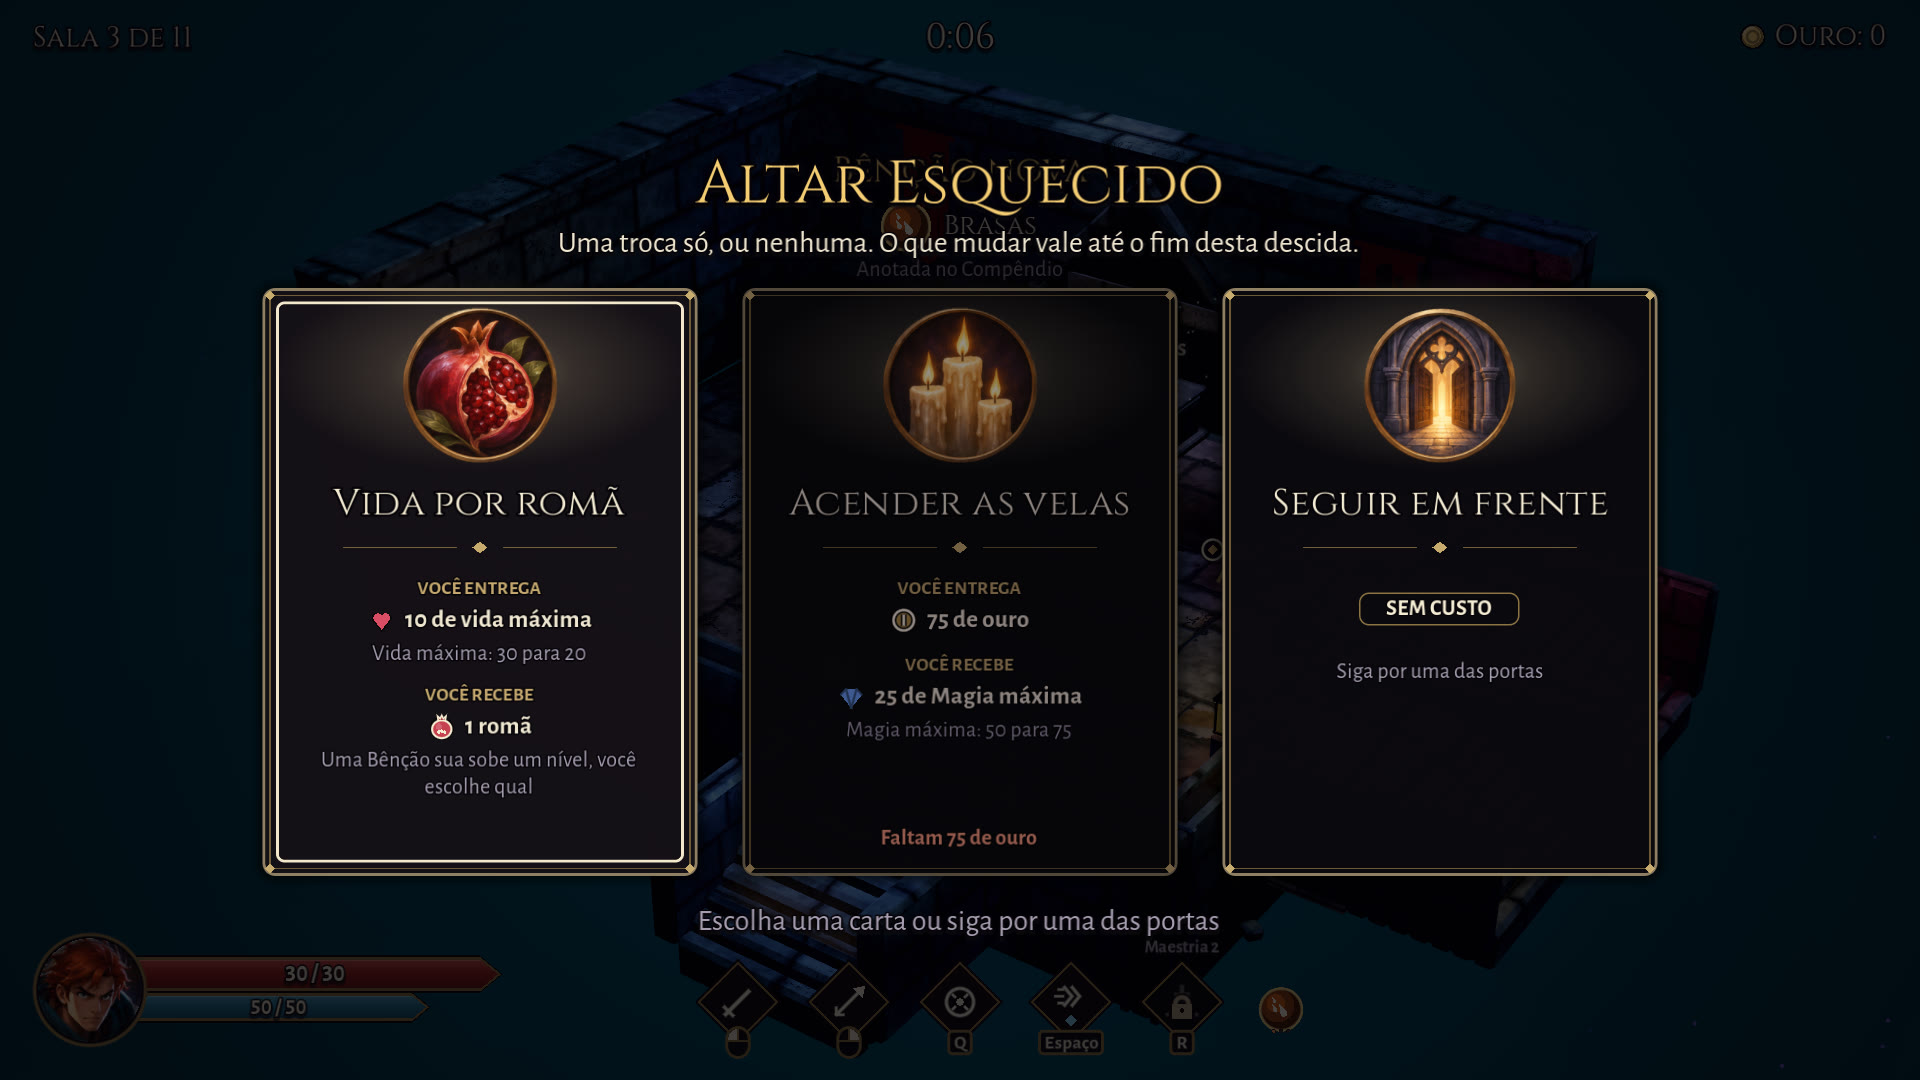 Sala 3 de 11
0:06
Ouro: 0
Bênção nova
Altar Esquecido
Brasas
Uma troca só, ou nenhuma. O que mudar vale até o fim desta descida.
Anotada no Compêndio
Vida por romã
VOCÊ ENTREGA
10 de vida máxima
Vida máxima: 30 para 20
VOCÊ RECEBE
1 romã
Uma Bênção sua sobe um nível, você
escolhe qual
Acender as velas
VOCÊ ENTREGA
75 de ouro
VOCÊ RECEBE
25 de Magia máxima
Magia máxima: 50 para 75
Faltam 75 de ouro
Seguir em frente
SEM CUSTO
Siga por uma das portas
Escolha uma carta ou siga por uma das portas
Maestria 2
30/30
50/50
Q
Espaço
R